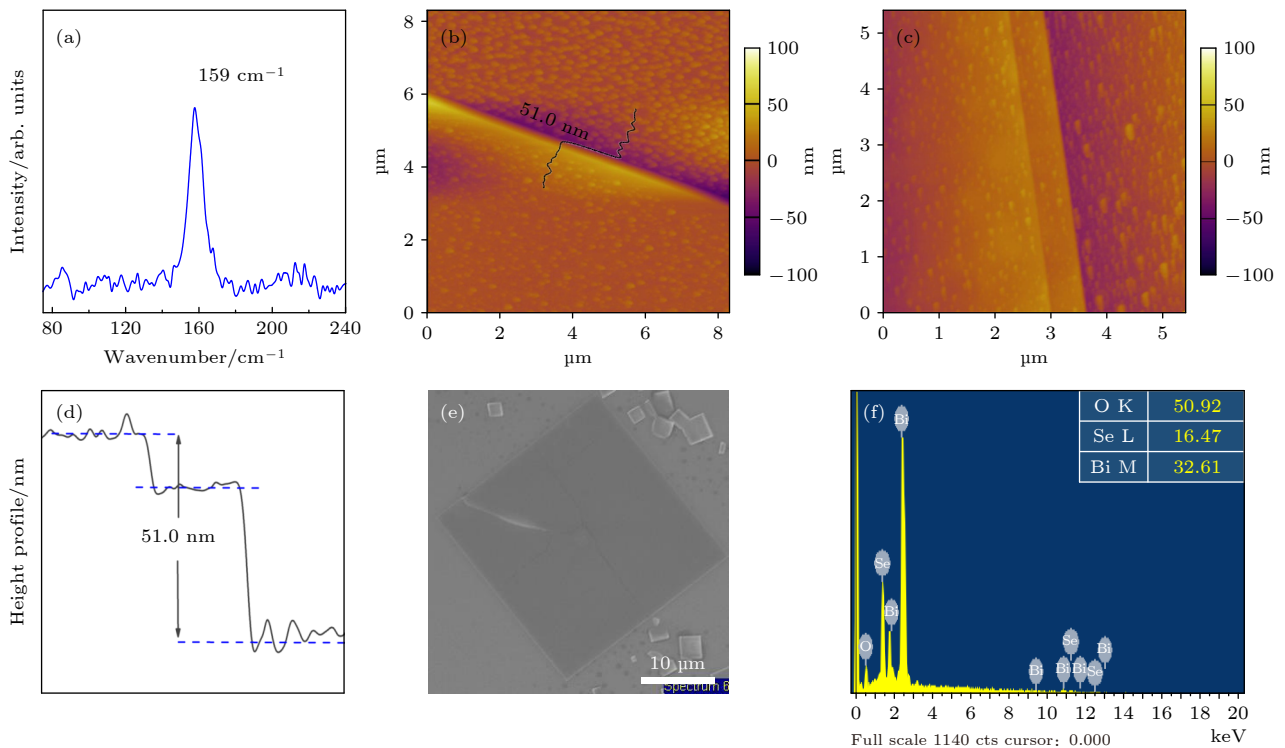 (a)
159 cm⁻¹
Intensity/arb. units
80
120
160
200
240
Wavenumber/cm⁻¹
(b)
51.0 nm
8
6
4
2
0
µm
0
2
4
6
8
µm
100
50
0
−50
−100
nm
(c)
5
4
3
2
1
0
µm
0
1
2
3
4
5
µm
100
50
0
−50
−100
nm
(d)
51.0 nm
Height profile/nm
(e)
10 µm
Spectrum 6
(f)
O K 50.92
Se L 16.47
Bi M 32.61
Bi
Se
Bi
O
Bi
Se
Bi
Bi
Bi
Se
0 2 4 6 8 10 12 14 16 18 20
keV
Full scale 1140 cts cursor: 0.000